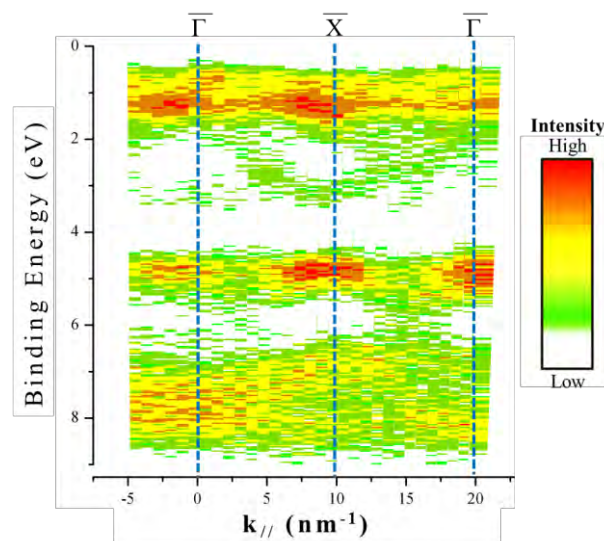 Γ X Γ
0
2
4
6
8
Binding Energy (eV)
-5 0 5 10 15 20
k// (nm-1)
Intensity
High
Low